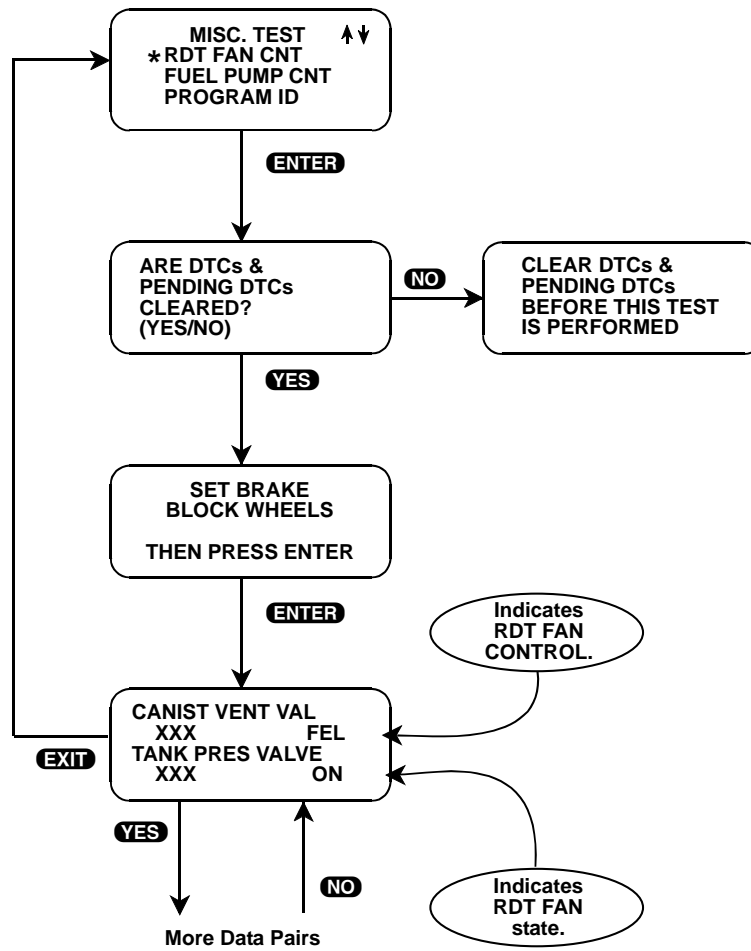 MISC. TEST
*RDT FAN CNT
FUEL PUMP CNT
PROGRAM ID
ENTER
ARE DTCs &
PENDING DTCs
CLEARED?
(YES/NO)
NO
CLEAR DTCs &
PENDING DTCs
BEFORE THIS TEST
IS PERFORMED
YES
SET BRAKE
BLOCK WHEELS
THEN PRESS ENTER
ENTER
Indicates
RDT FAN
CONTROL.
CANIST VENT VAL
XXX FEL
TANK PRES VALVE
XXX ON
EXIT
YES
NO
More Data Pairs
Indicates
RDT FAN
state.